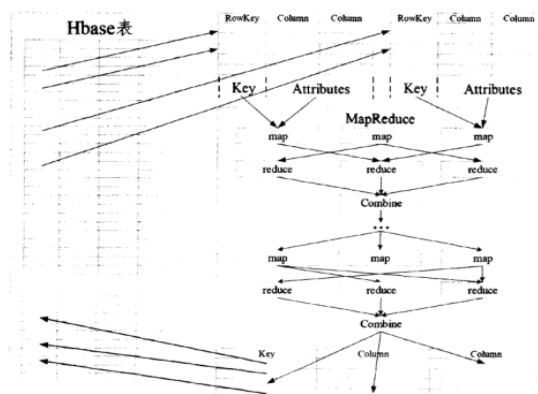 Hbase表
RowKey Column Column RowKey Column Column
Key Attributes Key Attributes
MapReduce
map map map
reduce reduce reduce
Combine
...
map map map
reduce reduce reduce
Combine
Key Column Column